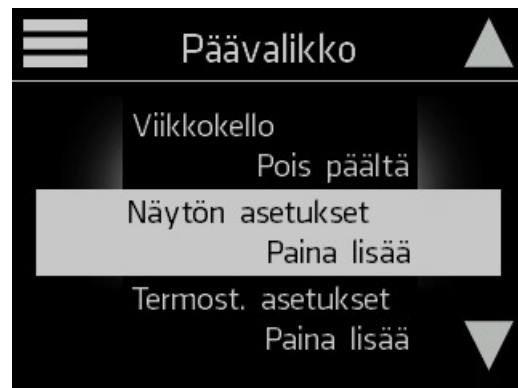 Päävalikko
Viikkokello
Pois päältä
Näytön asetukset
Paina lisää
Termost. asetukset
Paina lisää